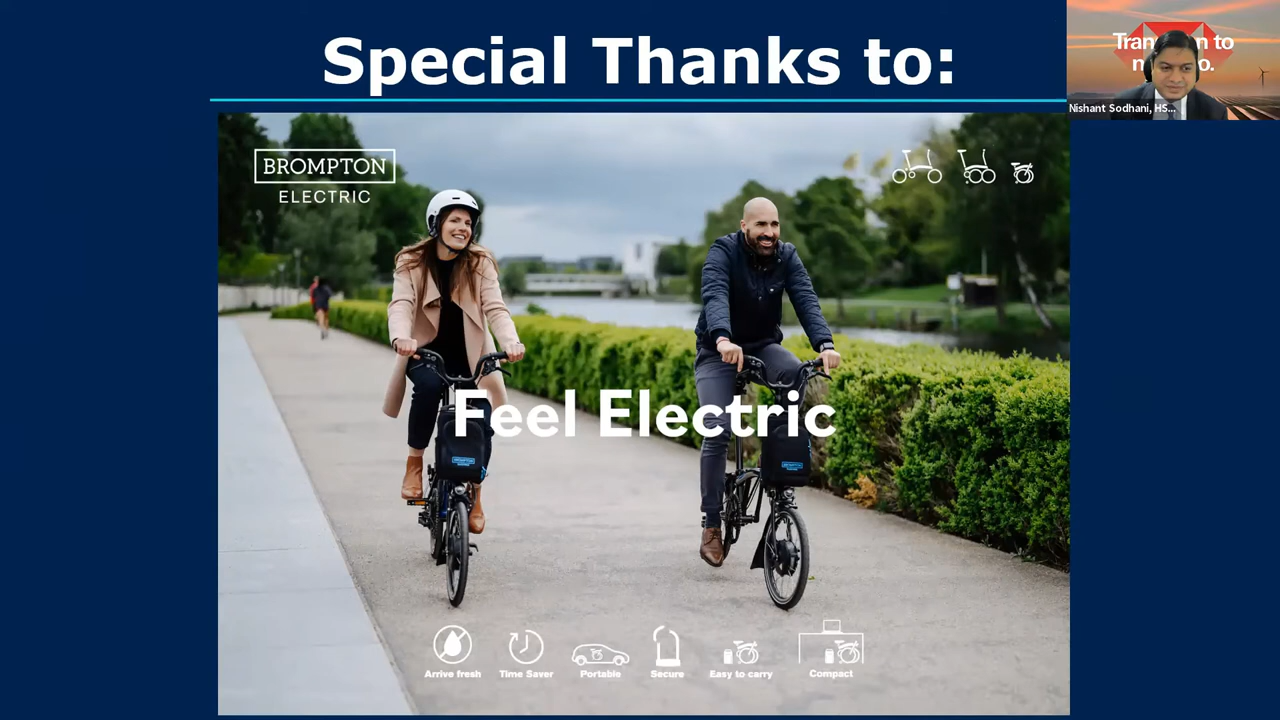 Special Thanks to:
BROMPTON
ELECTRIC
Feel Electric
Arrive fresh
Time Saver
Portable
Secure
Easy to carry
Compact
Nishant Sodhani, HS...